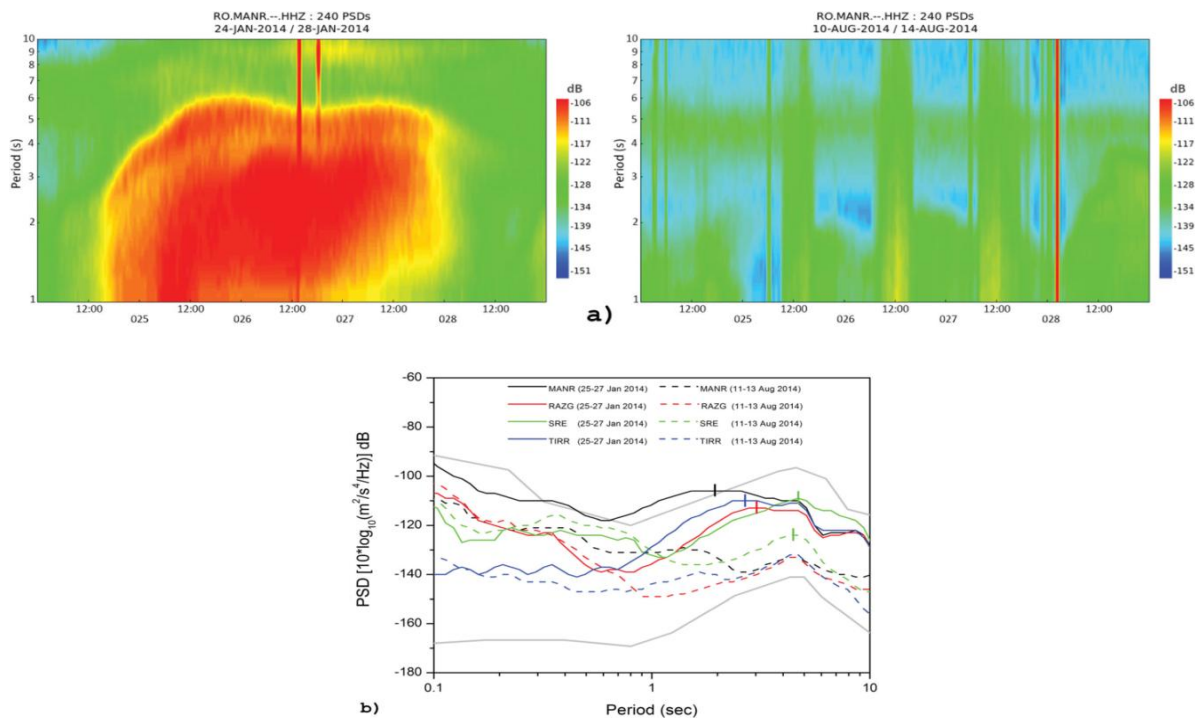 RO.MANR.--.HHZ : 240 PSDs
24-JAN-2014 / 28-JAN-2014
10
9
8
7
6
5
4
3
2
1
Period (s)
12:00 12:00 12:00 12:00 12:00
025 026 027 028
dB
-106
-111
-117
-122
-128
-134
-139
-145
-151
RO.MANR.--.HHZ : 240 PSDs
10-AUG-2014 / 14-AUG-2014
10
9
8
7
6
5
4
3
2
1
Period (s)
12:00 12:00 12:00 12:00 12:00
025 026 027 028
dB
-106
-111
-117
-122
-128
-134
-139
-145
-151
a)
-60
-80
-100
-120
-140
-160
-180
PSD [10*log10(m²/s⁴/Hz)] dB
MANR (25-27 Jan 2014) MANR (11-13 Aug 2014)
RAZG (25-27 Jan 2014) RAZG (11-13 Aug 2014)
SRE (25-27 Jan 2014) SRE (11-13 Aug 2014)
TIRR (25-27 Jan 2014) TIRR (11-13 Aug 2014)
0.1 1 10
b) Period (sec)